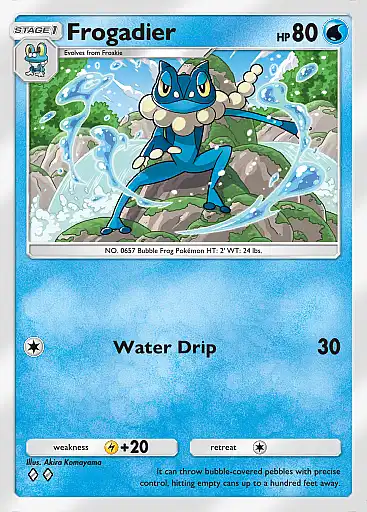 STAGE 1 Frogadier HP 80
Evolves from Froakie
NO. 0657 Bubble Frog Pokémon HT: 2' WT: 24 lbs.
Water Drip 30
weakness +20 retreat
Illus. Akira Komayama
It can throw bubble-covered pebbles with precise
control, hitting empty cans up to a hundred feet away.